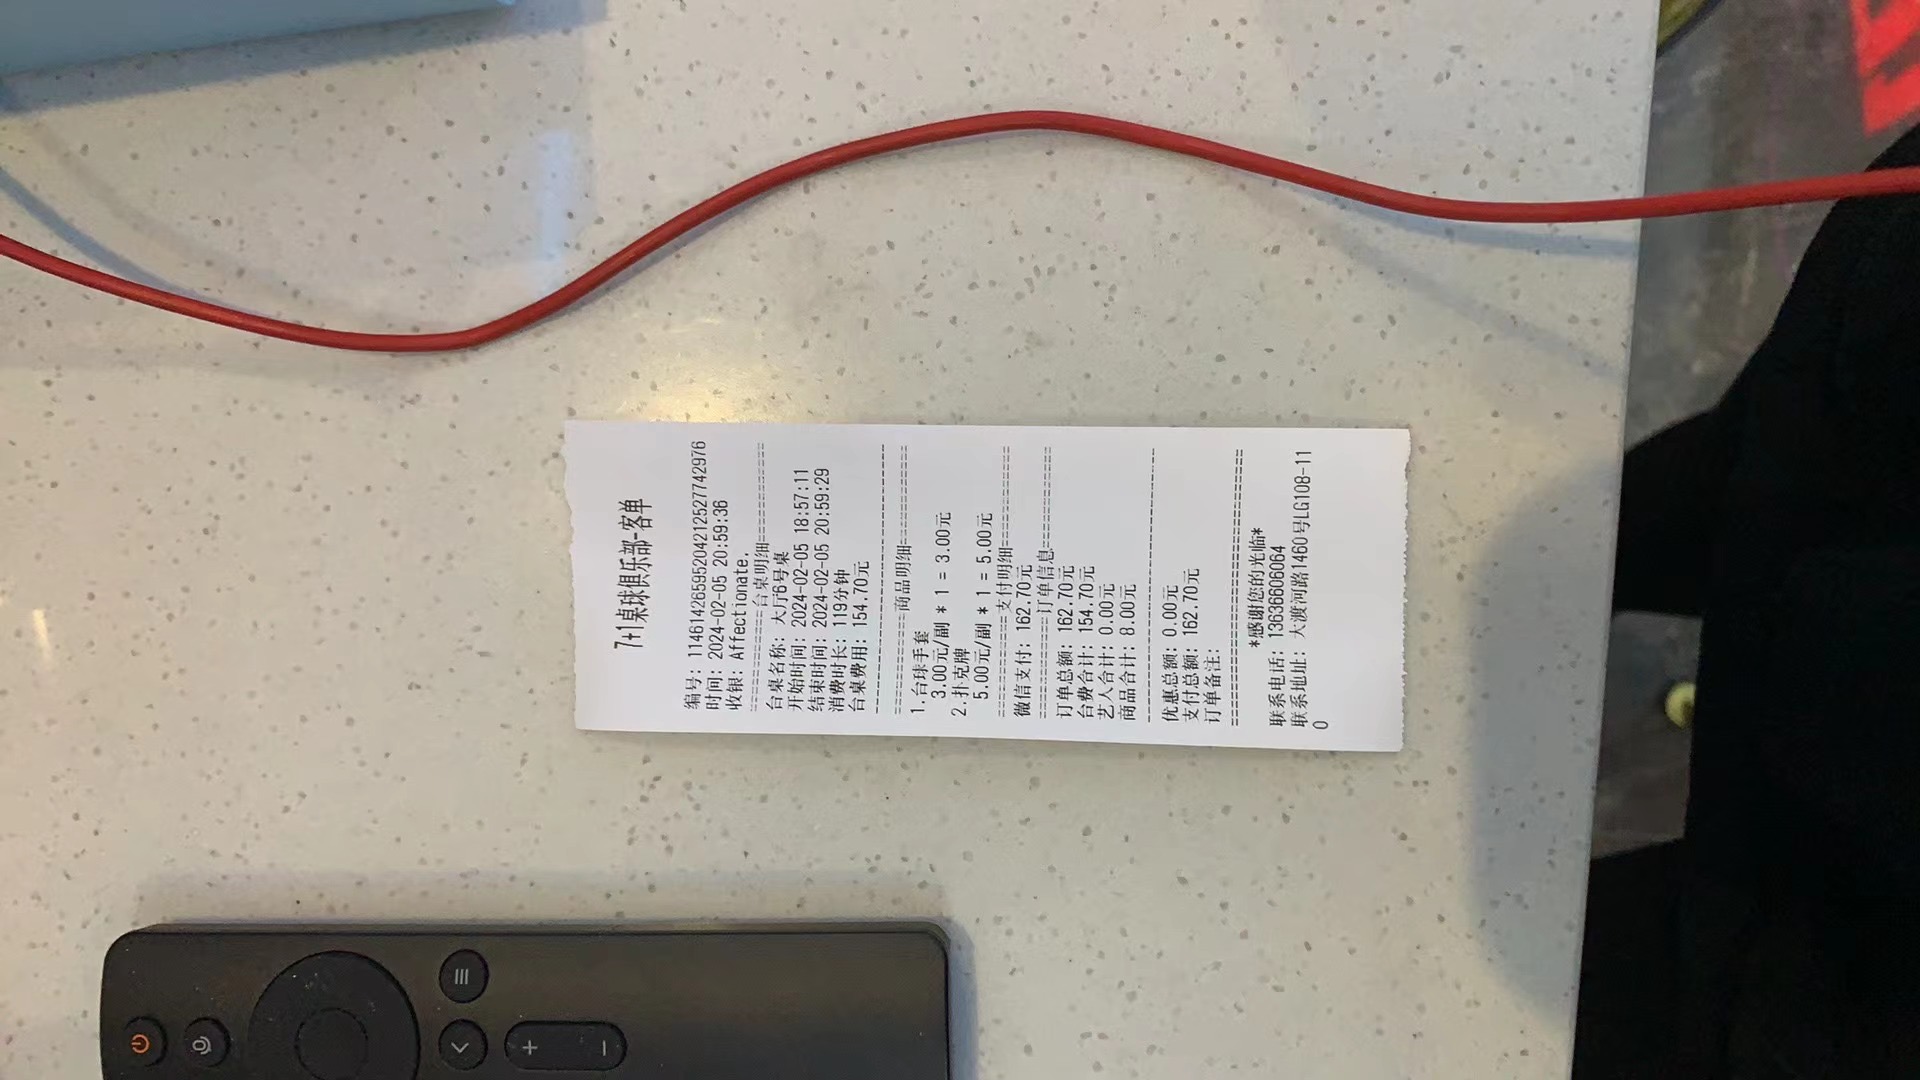 7+1桌球俱乐部-客单
编号: 1146142659520421252774­2976
时间: 2024-02-05 20:59:36
收银: Affectionate.
==========台桌明细==========
台桌名称: 大厅6号桌
开始时间: 2024-02-05 18:57:11
结束时间: 2024-02-05 20:59:29
消费时长: 119分钟
台桌费用: 154.70元
--------------------------------
==========商品明细==========
1. 台球手套
3.00元/副 * 1 = 3.00元
2. 扑克牌
5.00元/副 * 1 = 5.00元
==========支付明细==========
微信支付: 162.70元
==========订单信息==========
订单总额: 162.70元
台费合计: 154.70元
艺人合计: 0.00元
商品合计: 8.00元
--------------------------------
优惠总额: 0.00元
支付总额: 162.70元
订单备注:
================================
*感谢您的光临*
联系电话: 13636606064
联系地址: 大渡河路1460号LG108-11
0